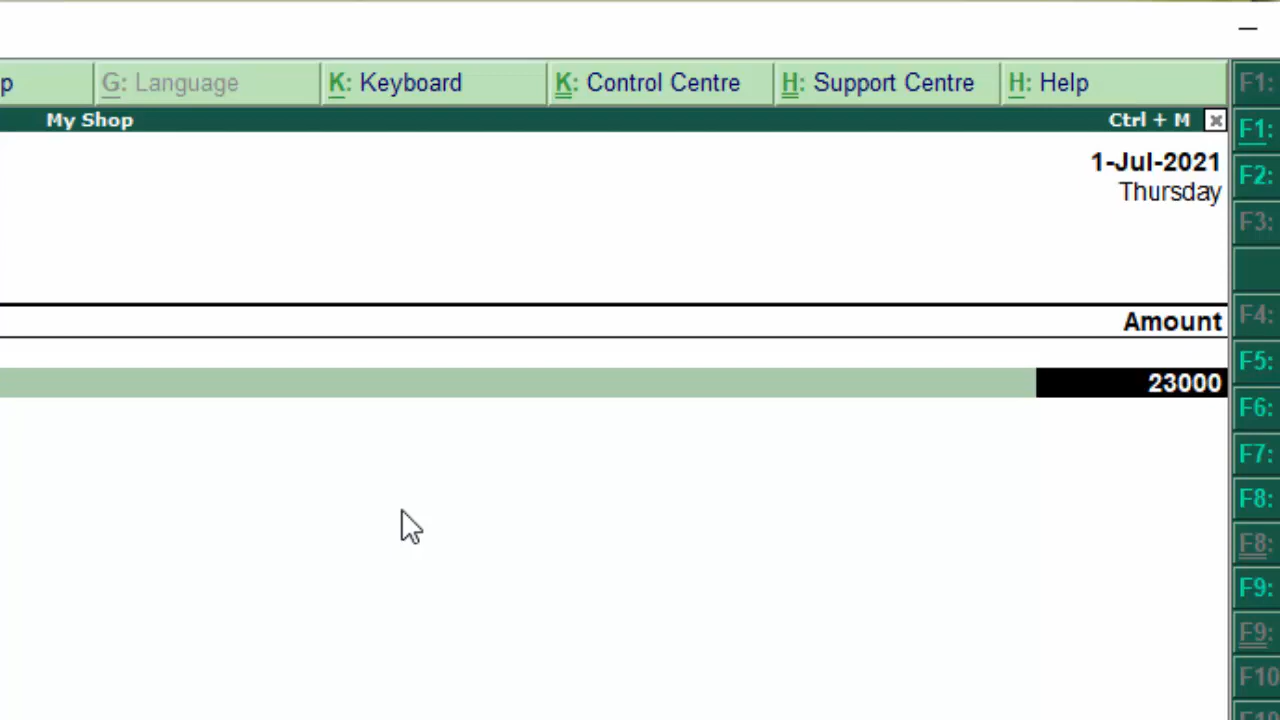 p G: Language K: Keyboard K: Control Centre H: Support Centre H: Help
F1:
My Shop Ctrl + M
F1:
1-Jul-2021
F2:
Thursday
F3:
F4:
Amount
F5:
23000
F6:
F7:
F8:
F8:
F9:
F9:
F10
F10